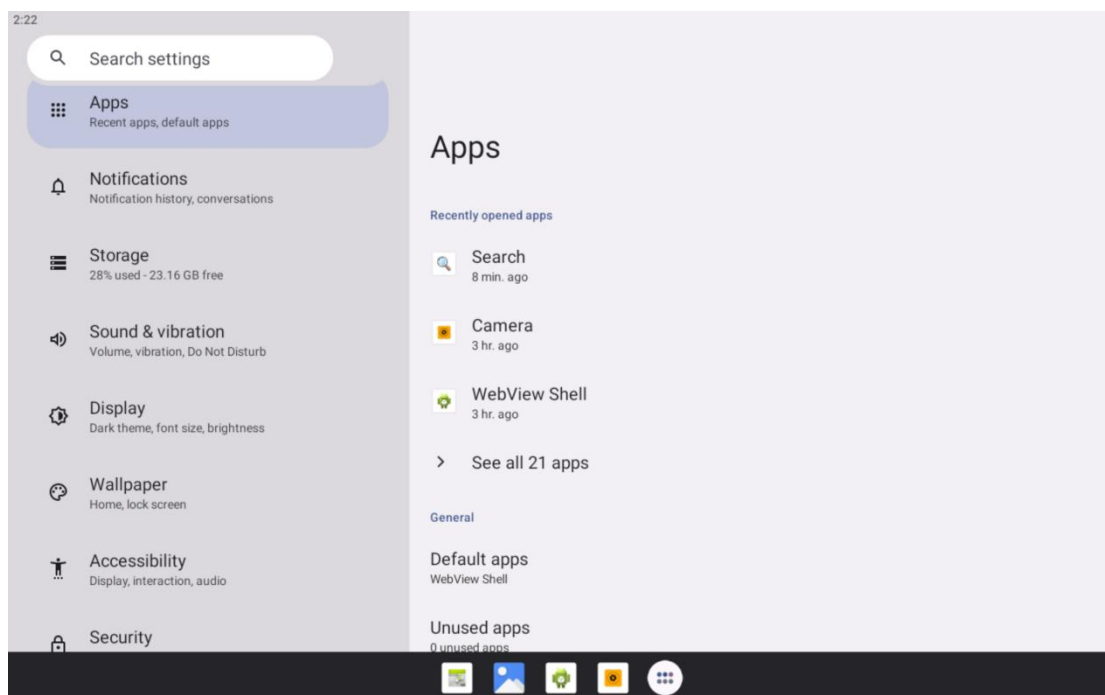 2:22
Search settings
Apps
Recent apps, default apps
Notifications
Notification history, conversations
Storage
28% used - 23.16 GB free
Sound & vibration
Volume, vibration, Do Not Disturb
Display
Dark theme, font size, brightness
Wallpaper
Home, lock screen
Accessibility
Display, interaction, audio
Security
Apps
Recently opened apps
Search
8 min. ago
Camera
3 hr. ago
WebView Shell
3 hr. ago
See all 21 apps
General
Default apps
WebView Shell
Unused apps
0 unused apps